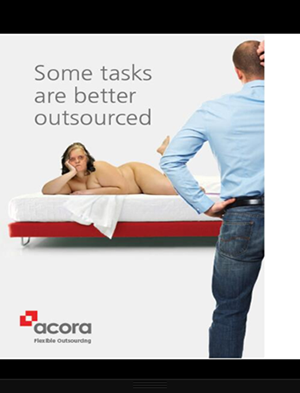 Some tasks
are better
outsourced
acora
Flexible Outsourcing